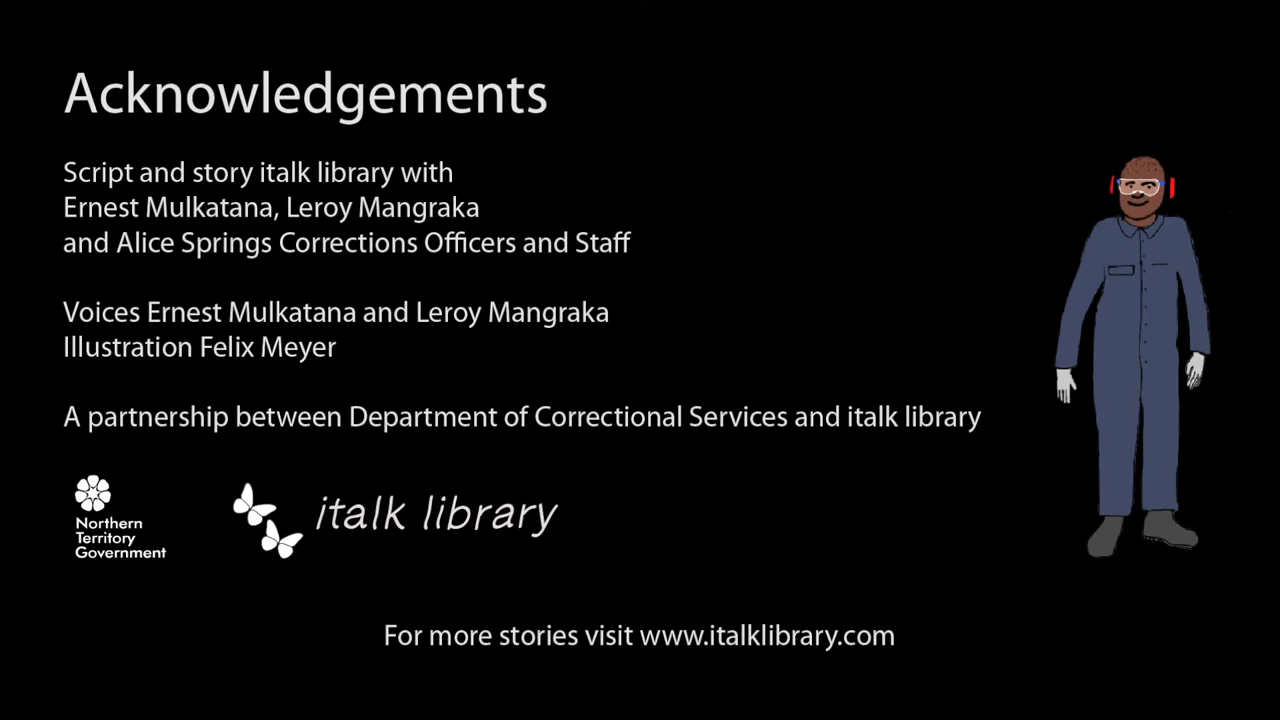 Acknowledgements
Script and story italk library with
Ernest Mulkatana, Leroy Mangraka
and Alice Springs Corrections Officers and Staff
Voices Ernest Mulkatana and Leroy Mangraka
Illustration Felix Meyer
A partnership between Department of Correctional Services and italk library
Northern
Territory
Government
italk library
For more stories visit www.italklibrary.com